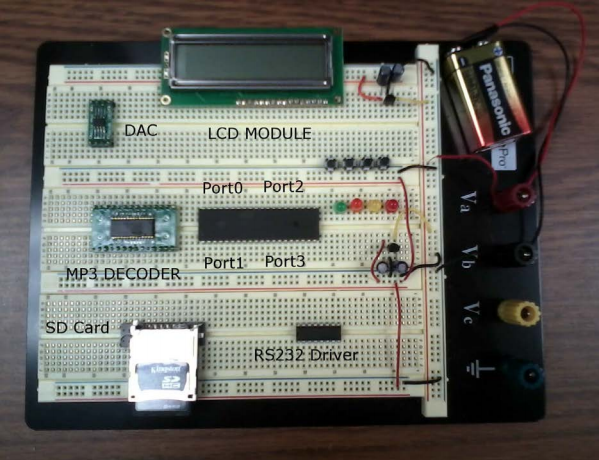 DAC
LCD MODULE
Panasonic
Pro
Port0 Port2
Va
MP3 DECODER
Port1 Port3
Vb
SD Card
Vc
RS232 Driver
Kingston